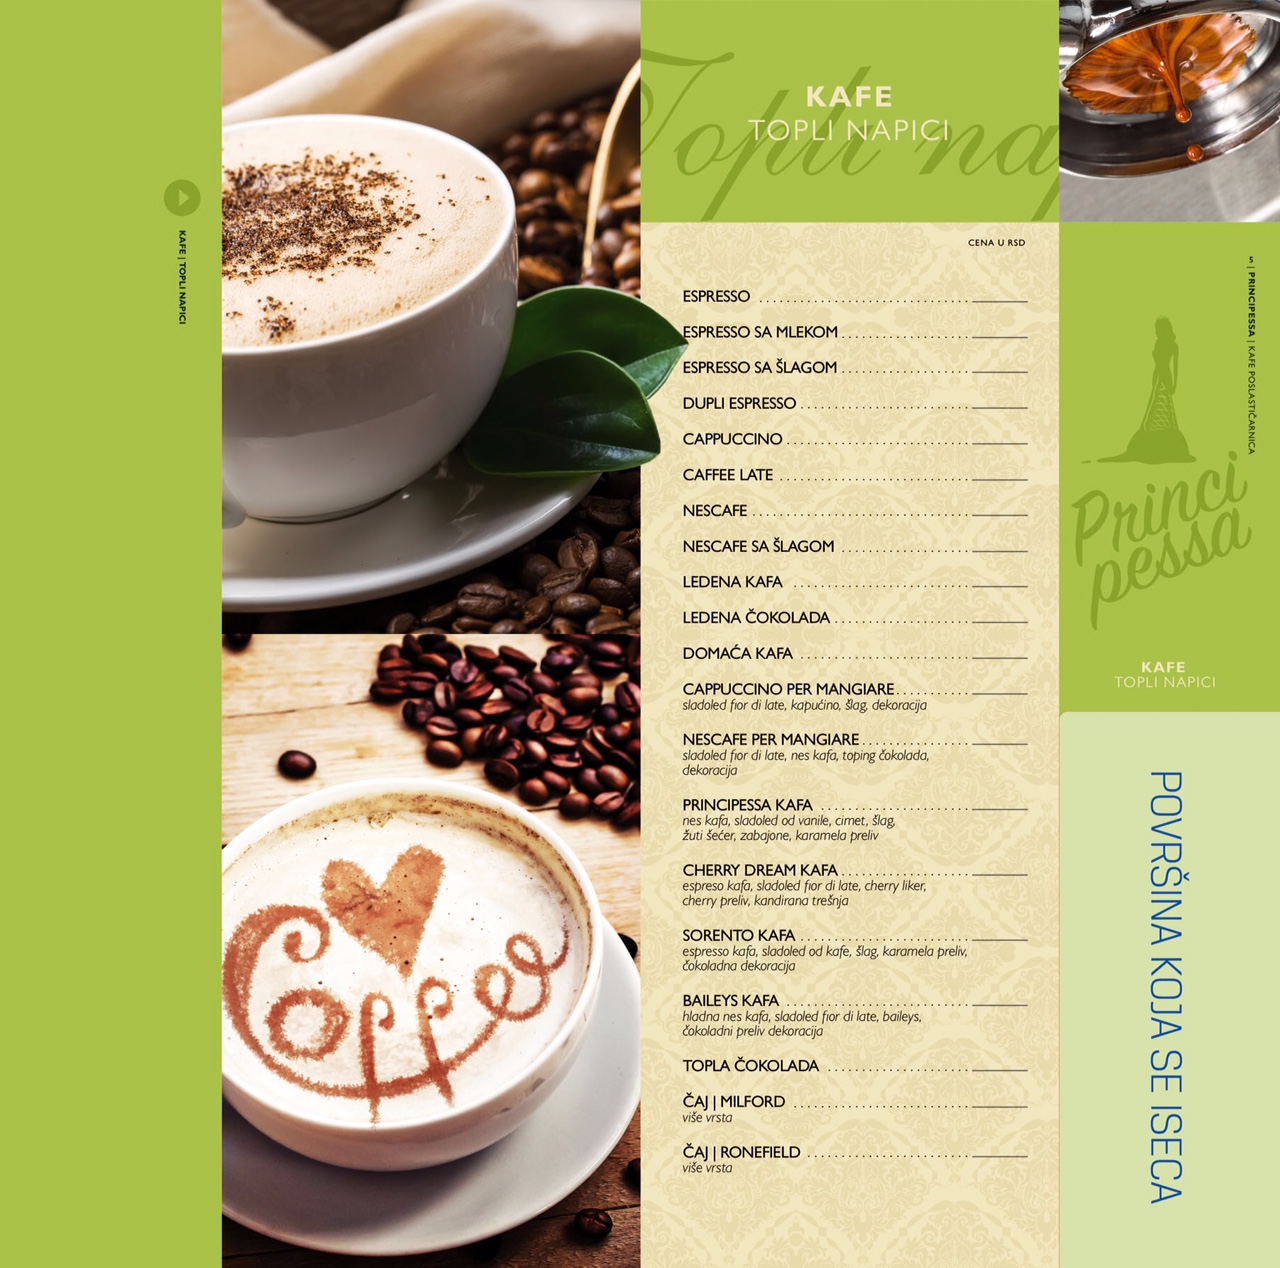 KAFE | TOPLI NAPICI
Coffee
Topli na
KAFE
TOPLI NAPICI
CENA U RSD
ESPRESSO
ESPRESSO SA MLEKOM
ESPRESSO SA ŠLAGOM
DUPLI ESPRESSO
CAPPUCCINO
CAFFEE LATE
NESCAFE
NESCAFE SA ŠLAGOM
LEDENA KAFA
LEDENA ČOKOLADA
DOMAĆA KAFA
CAPPUCCINO PER MANGIARE
sladoled fior di late, kapućino, šlag, dekoracija
NESCAFE PER MANGIARE
sladoled fior di late, nes kafa, toping čokolada,
dekoracija
PRINCIPESSA KAFA
nes kafa, sladoled od vanile, cimet, šlag,
žuti šećer, zabajone, karamela preliv
CHERRY DREAM KAFA
espreso kafa, sladoled fior di late, cherry liker,
cherry preliv, kandirana trešnja
SORENTO KAFA
espresso kafa, sladoled od kafe, šlag, karamela preliv,
čokoladna dekoracija
BAILEYS KAFA
hladna nes kafa, sladoled fior di late, baileys,
čokoladni preliv dekoracija
TOPLA ČOKOLADA
ČAJ | MILFORD
više vrsta
ČAJ | RONEFIELD
više vrsta
5 | PRINCIPESSA | KAFE POSLASTIČARNICA
Princi
pessa
KAFE
TOPLI NAPICI
POVRŠINA KOJA SE ISECA